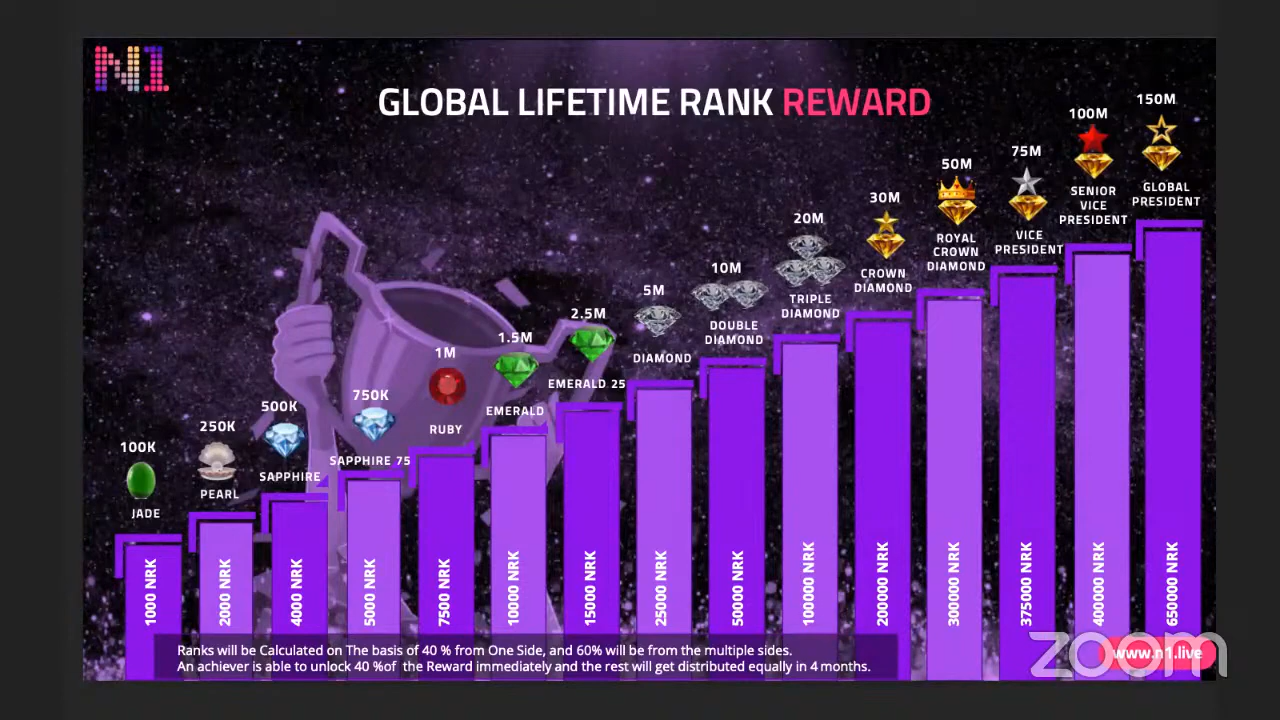 N1
GLOBAL LIFETIME RANK REWARD
100K
JADE
1000 NRK
250K
PEARL
2000 NRK
500K
SAPPHIRE
4000 NRK
750K
SAPPHIRE 75
5000 NRK
1M
RUBY
7500 NRK
1.5M
EMERALD
10000 NRK
2.5M
EMERALD 25
15000 NRK
5M
DIAMOND
25000 NRK
10M
DOUBLE
DIAMOND
50000 NRK
20M
TRIPLE
DIAMOND
100000 NRK
30M
CROWN
DIAMOND
200000 NRK
50M
ROYAL
CROWN
DIAMOND
300000 NRK
75M
VICE
PRESIDENT
375000 NRK
100M
SENIOR
VICE
PRESIDENT
400000 NRK
150M
GLOBAL
PRESIDENT
650000 NRK
Ranks will be Calculated on The basis of 40 % from One Side, and 60% will be from the multiple sides.
An achiever is able to unlock 40 %of the Reward immediately and the rest will get distributed equally in 4 months.
www.n1.live
zoom